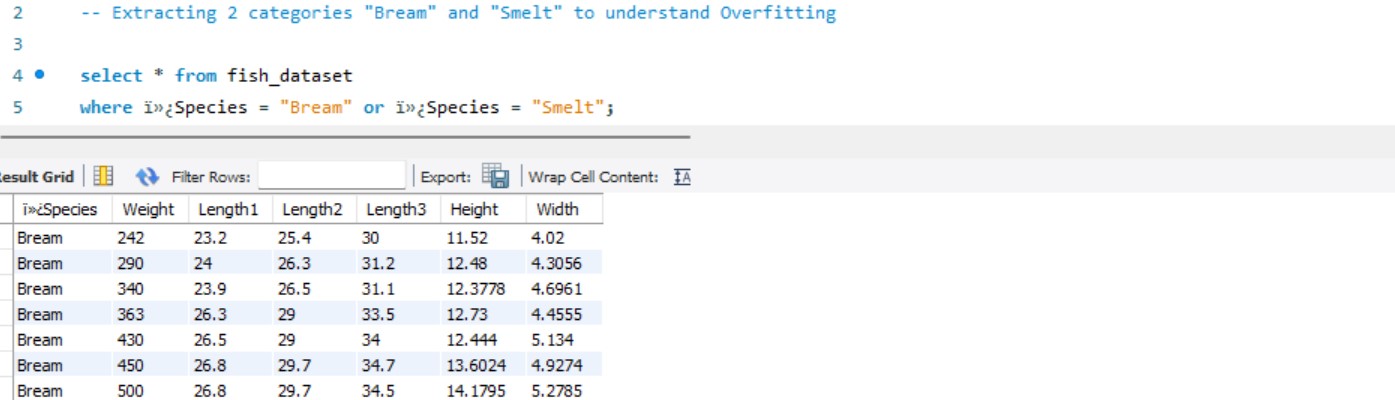 2 -- Extracting 2 categories "Bream" and "Smelt" to understand Overfitting
3
4 select * from fish_dataset
5 where ï»¿Species = "Bream" or ï»¿Species = "Smelt";
esult Grid Filter Rows: Export: Wrap Cell Content: IA
ï»¿Species Weight Length1 Length2 Length3 Height Width
Bream 242 23.2 25.4 30 11.52 4.02
Bream 290 24 26.3 31.2 12.48 4.3056
Bream 340 23.9 26.5 31.1 12.3778 4.6961
Bream 363 26.3 29 33.5 12.73 4.4555
Bream 430 26.5 29 34 12.444 5.134
Bream 450 26.8 29.7 34.7 13.6024 4.9274
Bream 500 26.8 29.7 34.5 14.1795 5.2785